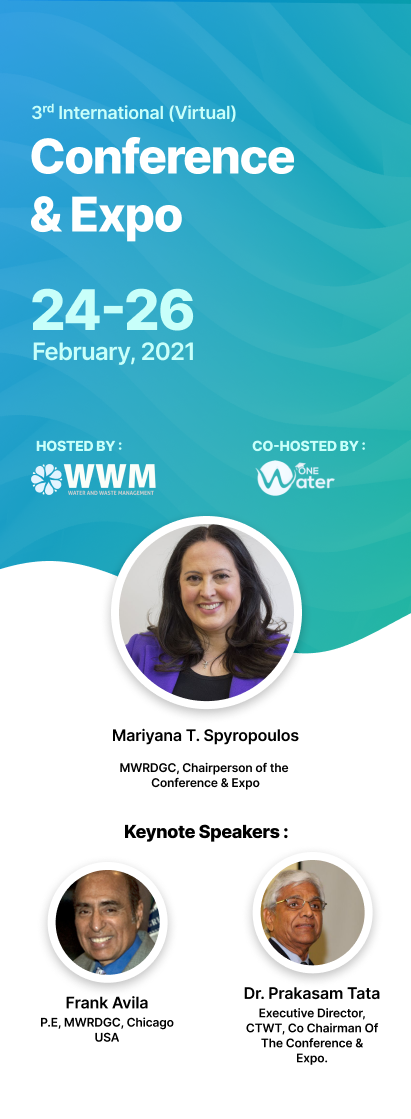 3rd International (Virtual)
Conference
& Expo
24-26
February, 2021
HOSTED BY :
WWM
WATER AND WASTE MANAGEMENT
CO-HOSTED BY :
ONE
Water
Mariyana T. Spyropoulos
MWRDGC, Chairperson of the
Conference & Expo
Keynote Speakers :
Frank Avila
P.E, MWRDGC, Chicago
USA
Dr. Prakasam Tata
Executive Director,
CTWT, Co Chairman Of
The Conference &
Expo.